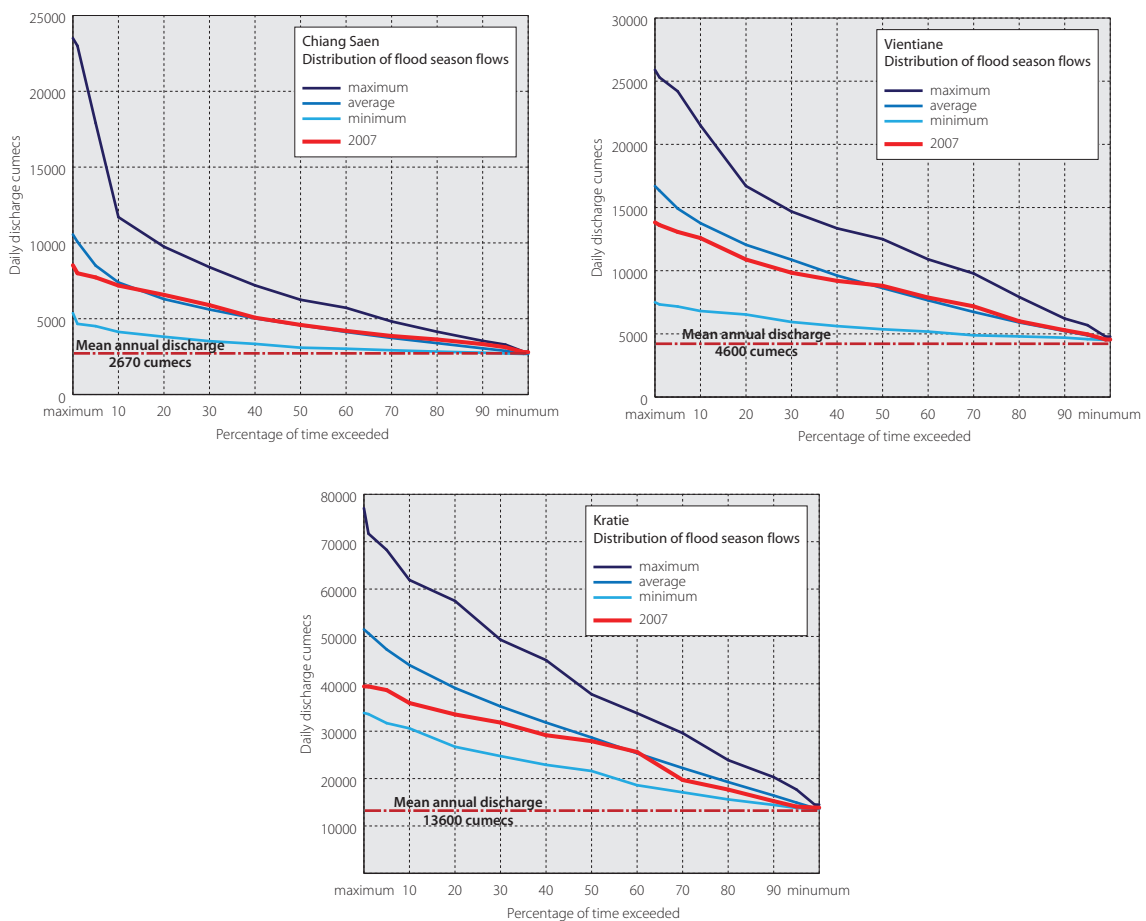 25000
20000
15000
10000
5000
0
Daily discharge cumecs
Chiang Saen
Distribution of flood season flows
maximum
average
minimum
2007
Mean annual discharge
2670 cumecs
maximum 10 20 30 40 50 60 70 80 90 minumum
Percentage of time exceeded
30000
25000
20000
15000
10000
5000
0
Daily discharge cumecs
Vientiane
Distribution of flood season flows
maximum
average
minimum
2007
Mean annual discharge
4600 cumecs
maximum 10 20 30 40 50 60 70 80 90 minumum
Percentage of time exceeded
80000
70000
60000
50000
40000
30000
20000
10000
Daily discharge cumecs
Kratie
Distribution of flood season flows
maximum
average
minimum
2007
Mean annual discharge
13600 cumecs
maximum 10 20 30 40 50 60 70 80 90 minumum
Percentage of time exceeded